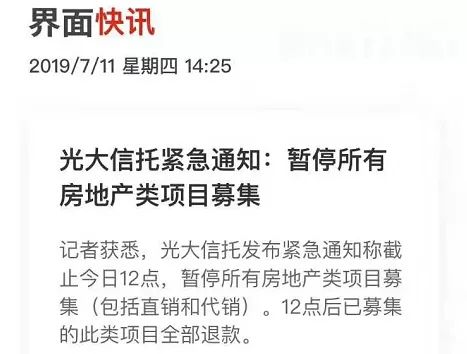 界面快讯
2019/7/11 星期四 14:25
光大信托紧急通知：暂停所有
房地产类项目募集
记者获悉，光大信托发布紧急通知称截
止今日12点，暂停所有房地产类项目募
集（包括直销和代销）。12点后已募集
的此类项目全部退款。